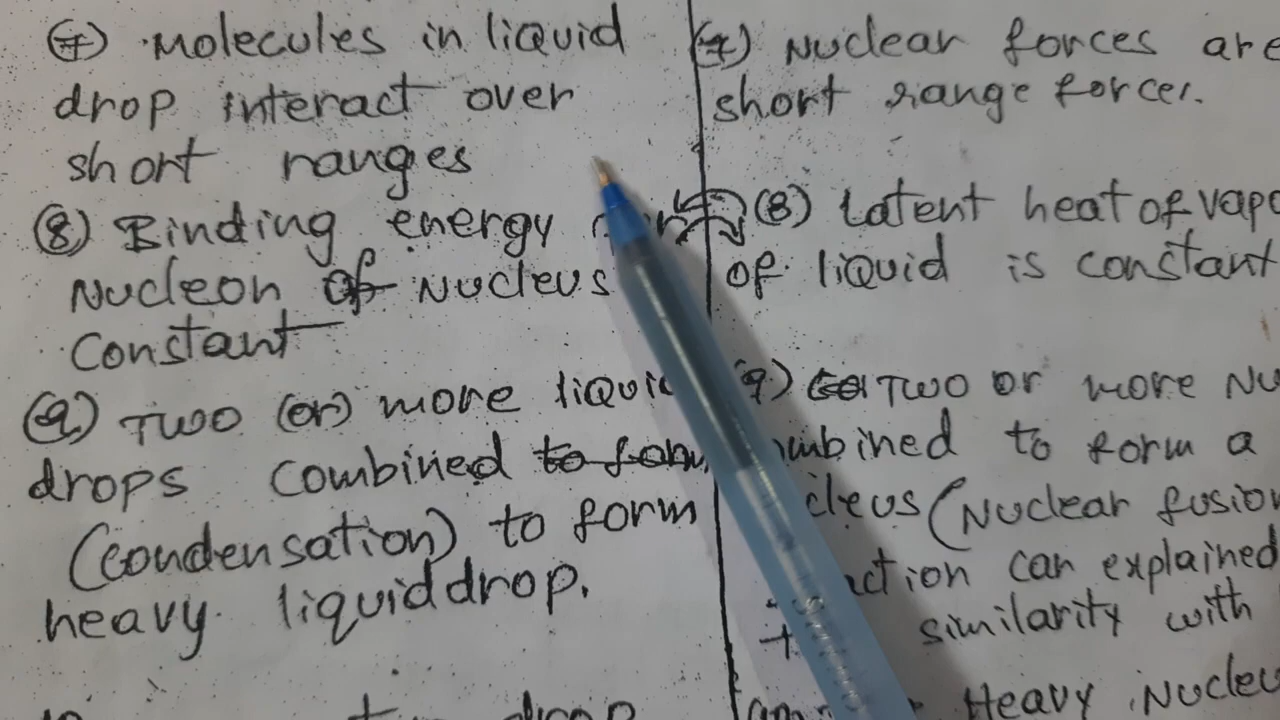 (7) Molecules in liquid
drop interact over
short ranges
(8) Binding energy
Nucleon of Nucleus
Constant
(9) Two (or) more
drops combined to form
(condensation) to form
heavy liquid drop.
drop
(7) Nuclear forces are
short range forces.
(8) Latent heat of
of liquid is constant
(9) Two or more
to form a
(Nuclear fusion
can explained
similarity with
Heavy